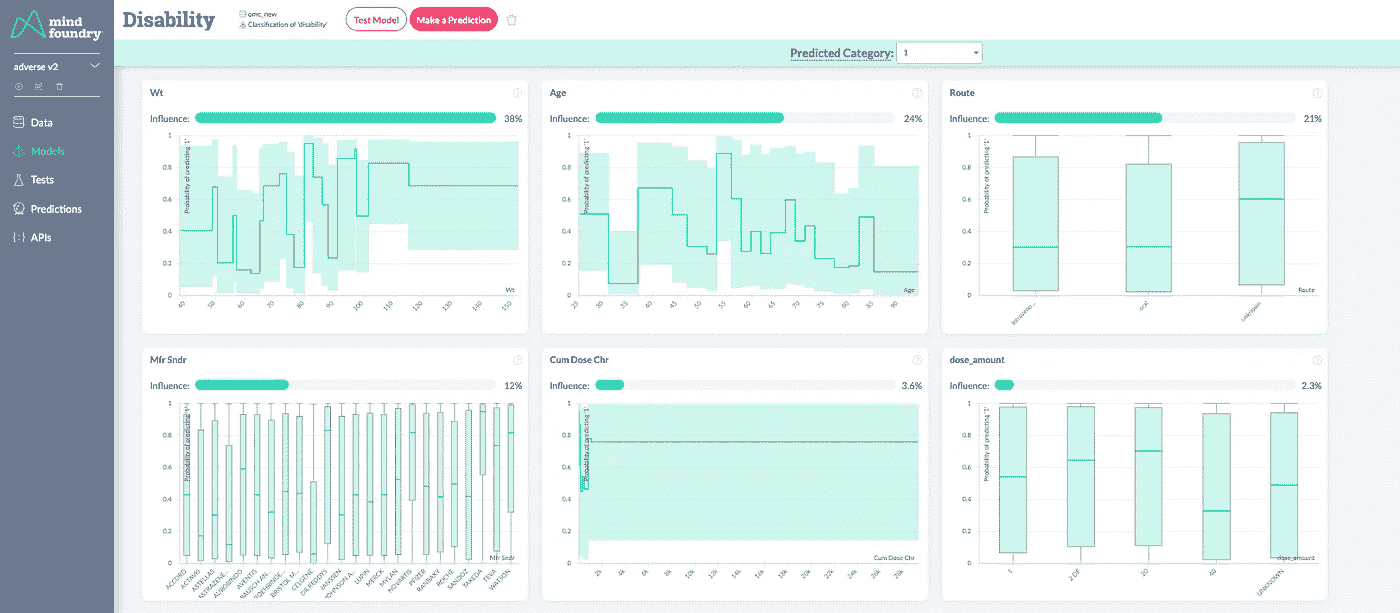 mind
foundry
Disability
omc_new
Classification of 'disability'
Test Model
Make a Prediction
adverse v2
Predicted Category: 1
Data
Models
Tests
Predictions
APIs
Wt
Influence: 38%
Probability of predicting '1'
1
0.8
0.6
0.4
0.2
0
40 50 60 70 80 90 100 110 120 130 140 150
Wt
Age
Influence: 24%
Probability of predicting '1'
1
0.8
0.6
0.4
0.2
0
25 30 35 40 45 50 55 60 65 70 75 80 85 90
Age
Route
Influence: 21%
Probability of predicting '1'
1
0.8
0.6
0.4
0.2
0
oral unknown
Route
Mfr Sndr
Influence: 12%
Probability of predicting '1'
1
0.8
0.6
0.4
0.2
0
ACCORD ACTAVIS ASTELLAS ASTRAZENE... AUROBINDO AVENTIS BAUSCH AN... BOEHRINGE... BRISTOL M... CELGENE DR REDDYS JANSSEN JOHNSON A... LUPIN MERCK MYLAN NOVARTIS PFIZER RANBAXY ROCHE SANDOZ TAKEDA TEVA WATSON
Mfr Sndr
Cum Dose Chr
Influence: 3.6%
Probability of predicting '1'
1
0.8
0.6
0.4
0.2
0
2k 4k 6k 8k 10k 12k 14k 16k 18k 20k 22k 24k 26k 28k
Cum Dose Chr
dose_amount
Influence: 2.3%
Probability of predicting '1'
1
0.8
0.6
0.4
0.2
0
1 2 DF 20 40 UNKNOWN
dose_amount